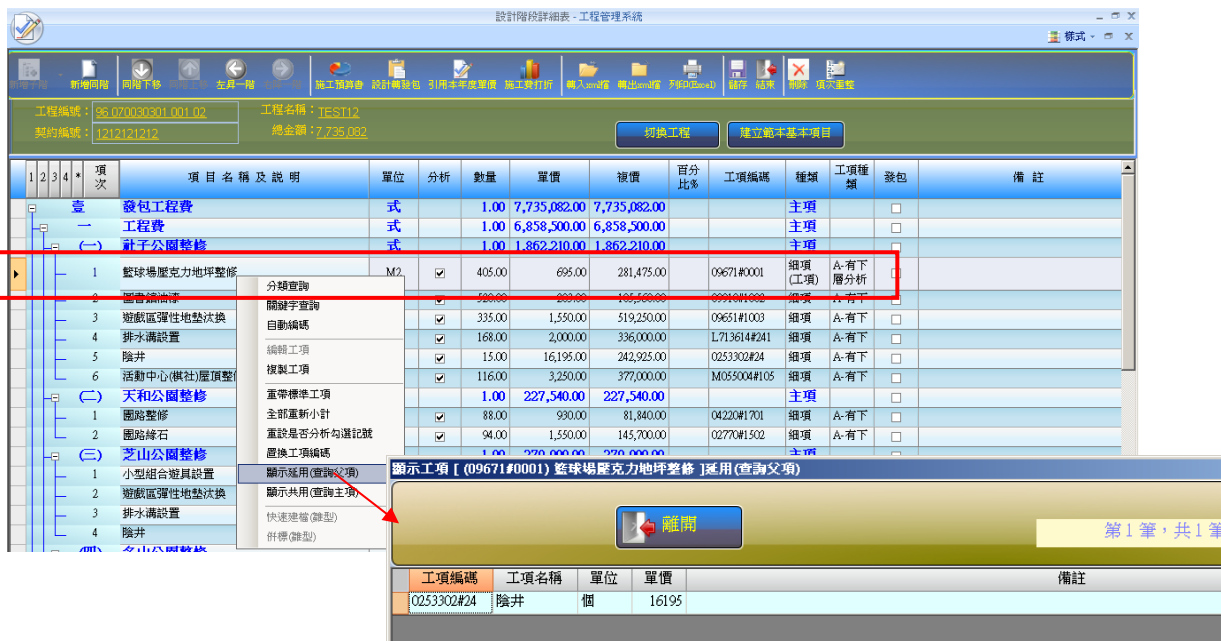 設計階段詳細表 - 工程管理系統
樣式
新增同階 同階下移 左昇一階 施工預算書 設計轉發包 引用本年度單價 施工費打折 轉入xml檔 轉出xml檔 列印(Excel) 儲存 結束 刪除 項次重整
工程編號：96 070030301 001 02 工程名稱：TEST12
契約編號：1212121212 總金額：7,735,082
切換工程 建立範本基本項目
1 2 3 4 * 項次 項 目 名 稱 及 說 明 單位 分析 數量 單價 複價 百分比% 工項編碼 種類 工項種類 發包 備 註
壹 發包工程費 式 1.00 7,735,082.00 7,735,082.00 主項
一 工程費 式 1.00 6,858,500.00 6,858,500.00 主項
(一) 社子公園整修 式 1.00 1,862,210.00 1,862,210.00 主項
1 籃球場壓克力地坪整修 M2 405.00 695.00 281,475.00 09671#0001 細項(工項) A-有下層分析
2 圖書館油漆 細項 A-有下
3 遊戲區彈性地墊汰換 335.00 1,550.00 519,250.00 09651#1003 細項 A-有下
4 排水溝設置 168.00 2,000.00 336,000.00 L713614#241 細項 A-有下
5 陰井 15.00 16,195.00 242,925.00 0253302#24 細項 A-有下
6 活動中心(棋社)屋頂整 116.00 3,250.00 377,000.00 M055004#105 細項 A-有下
(二) 天和公園整修 1.00 227,540.00 227,540.00 主項
1 園路整修 88.00 930.00 81,840.00 04220#1701 細項 A-有下
2 園路緣石 94.00 1,550.00 145,700.00 02770#1502 細項 A-有下
(三) 芝山公園整修 1.00 270,000.00 270,000.00 主項
1 小型組合遊具設置
2 遊戲區彈性地墊汰換
3 排水溝設置
4 陰井
(四) 名山公園整修
分類查詢
關鍵字查詢
自動編碼
編輯工項
複製工項
重帶標準工項
全部重新小計
重設是否分析勾選記號
置換工項編碼
顯示延用(查詢父項)
顯示共用(查詢主項)
快速建檔(雛型)
併標(雛型)
顯示工項 [ (09671#0001) 籃球場壓克力地坪整修 ]延用(查詢父項)
離開
第1筆，共1筆
工項編碼 工項名稱 單位 單價 備註
0253302#24 陰井 個 16195